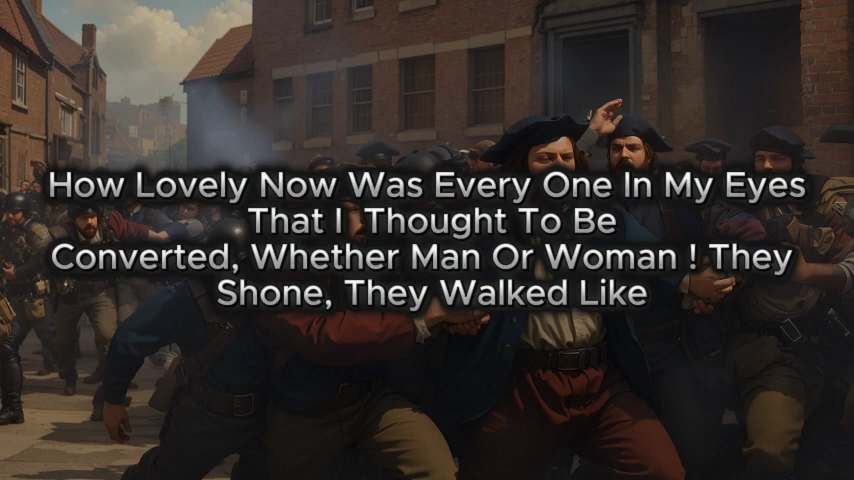 How Lovely Now Was Every One In My Eyes
That I  Thought To Be
Converted, Whether Man Or Woman ! They
Shone, They Walked Like